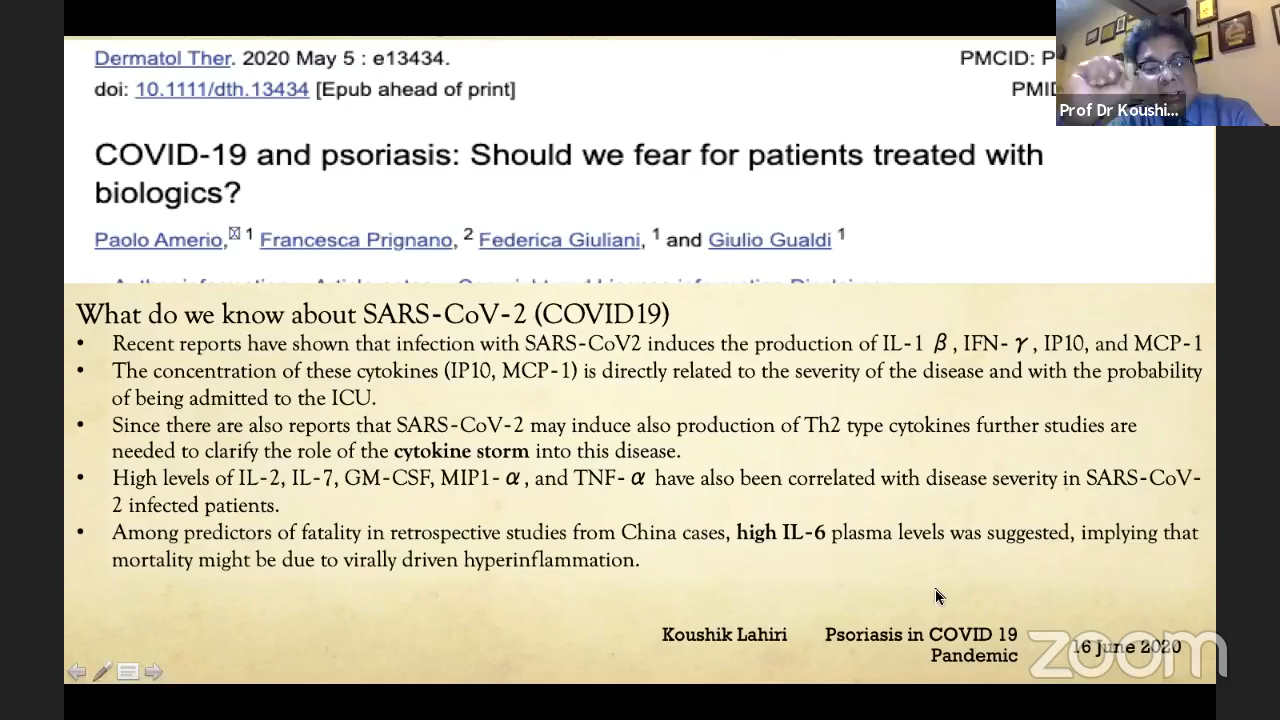 Dermatol Ther. 2020 May 5 : e13434.
PMCID: P
doi: 10.1111/dth.13434 [Epub ahead of print]
PMID
Prof Dr Koushi...
COVID-19 and psoriasis: Should we fear for patients treated with
biologics?
Paolo Amerio, 1 Francesca Prignano, 2 Federica Giuliani, 1 and Giulio Gualdi 1
What do we know about SARS-CoV-2 (COVID19)
• Recent reports have shown that infection with SARS-CoV2 induces the production of IL-1 β, IFN-γ, IP10, and MCP-1
• The concentration of these cytokines (IP10, MCP-1) is directly related to the severity of the disease and with the probability
of being admitted to the ICU.
• Since there are also reports that SARS-CoV-2 may induce also production of Th2 type cytokines further studies are
needed to clarify the role of the cytokine storm into this disease.
• High levels of IL-2, IL-7, GM-CSF, MIP1-α, and TNF-α have also been correlated with disease severity in SARS-CoV-
2 infected patients.
• Among predictors of fatality in retrospective studies from China cases, high IL-6 plasma levels was suggested, implying that
mortality might be due to virally driven hyperinflammation.
Koushik Lahiri
Psoriasis in COVID 19
Pandemic
16 June 2020
zoom